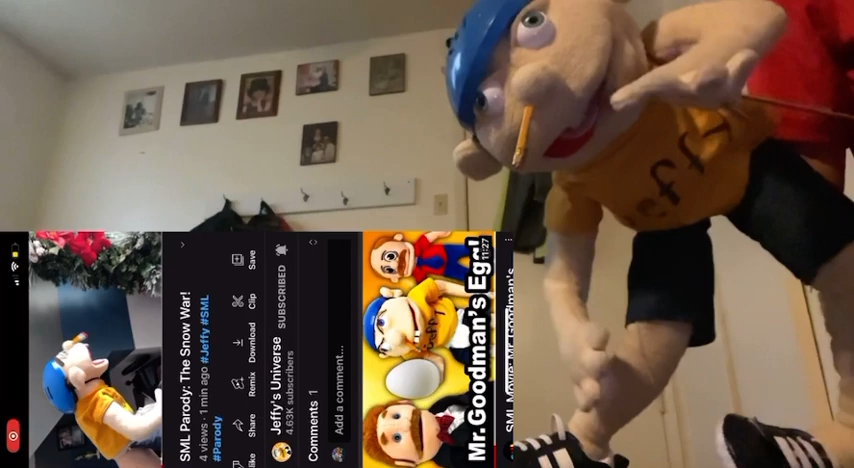 SML Parody: The Snow War!
4 views · 1 min ago #Jeffy #SML
#Parody
like
Share
Remix
Download
Clip
Save
Jeffy's Universe
4.63K subscribers
SUBSCRIBED
Comments 1
Add a comment...
Mr. Goodman's Egg!
11:27
SML Movie: Mr. Goodman's